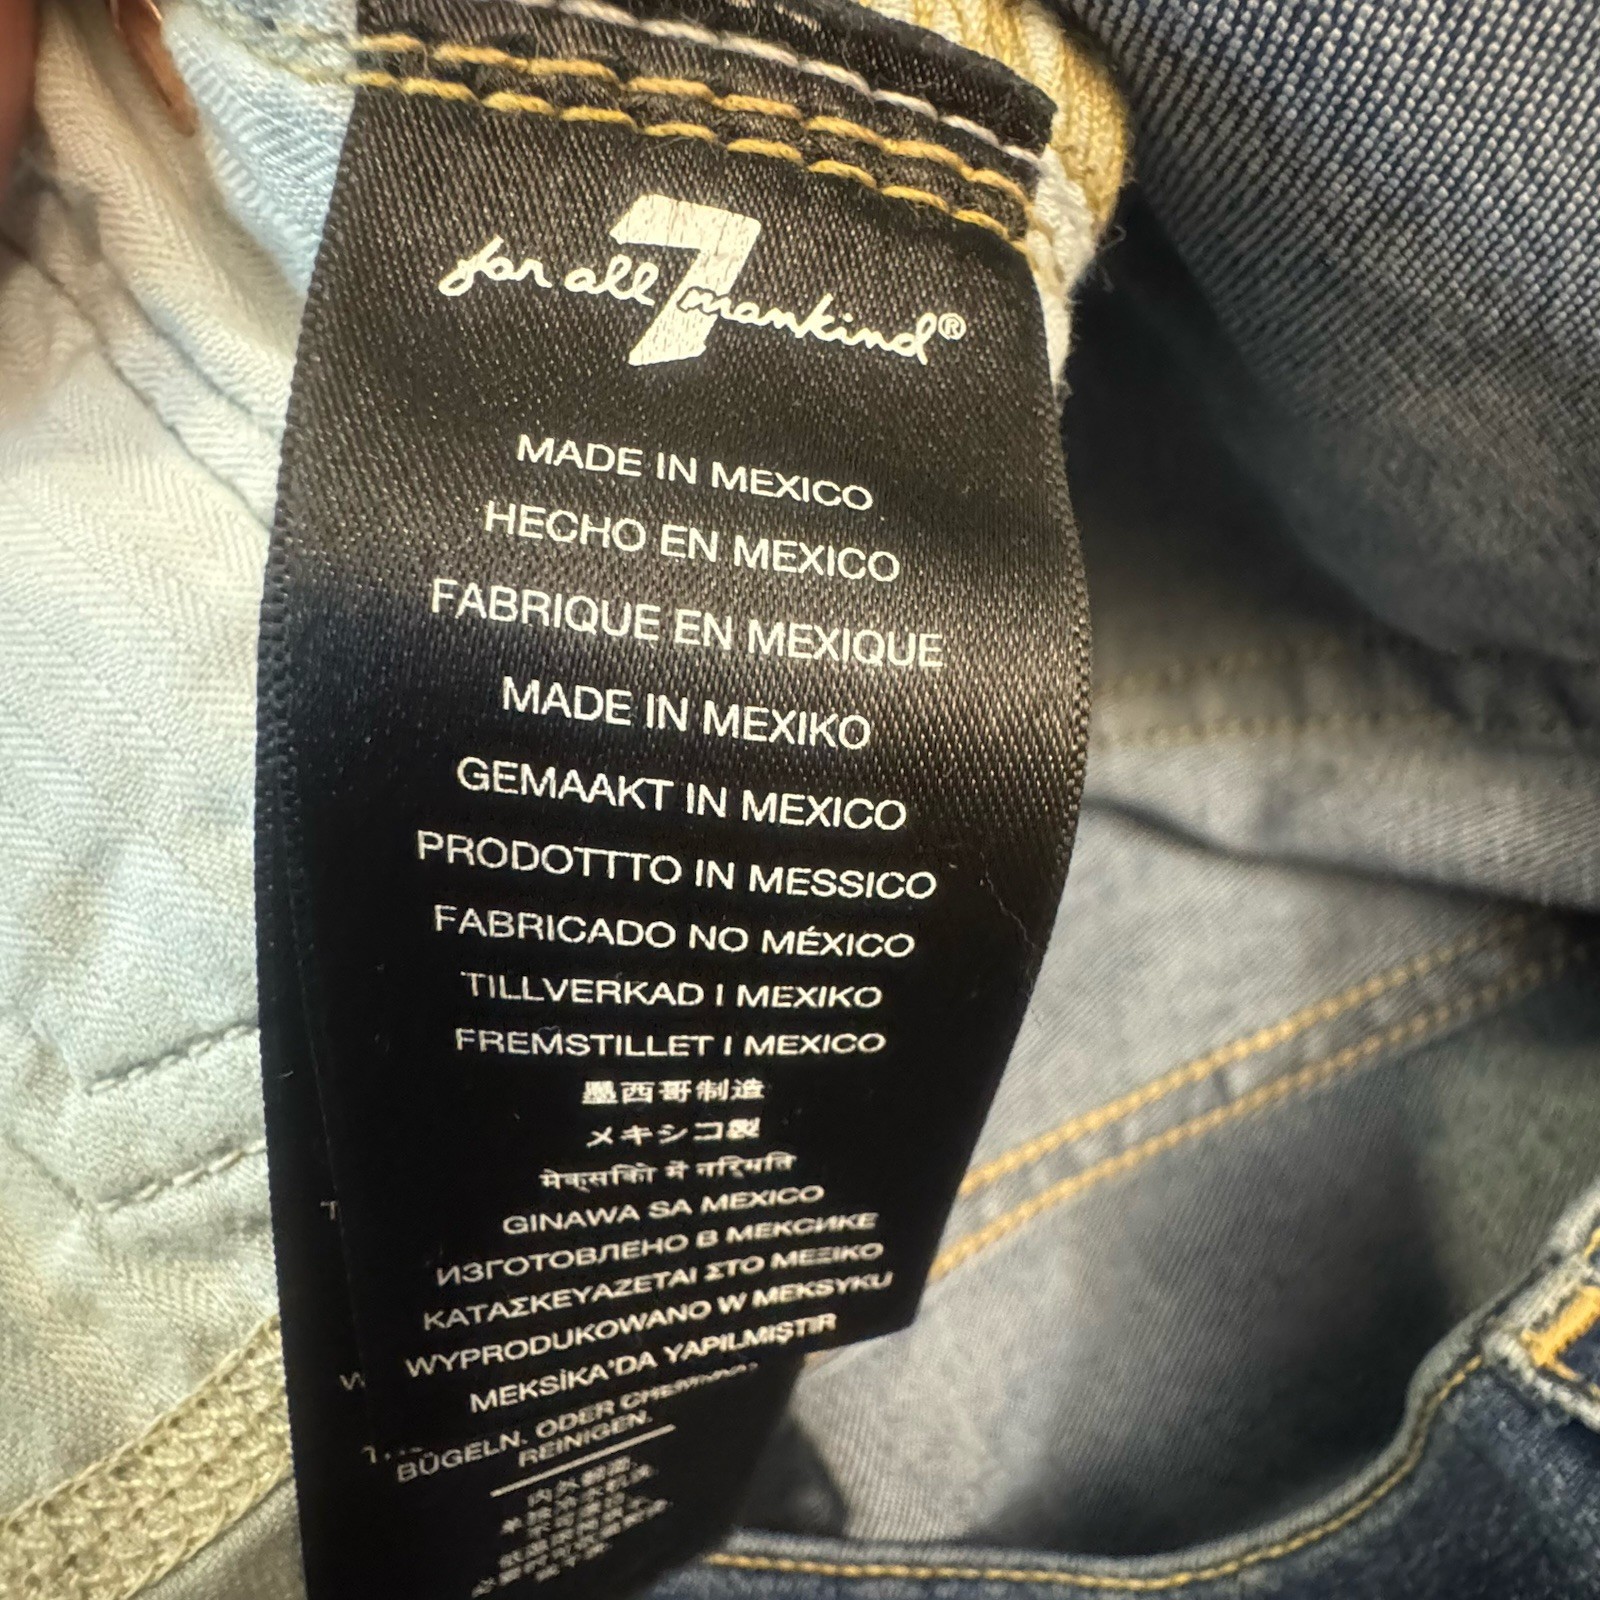 for all 7 mankind®
MADE IN MEXICO
HECHO EN MEXICO
FABRIQUE EN MEXIQUE
MADE IN MEXIKO
GEMAAKT IN MEXICO
PRODOTTTO IN MESSICO
FABRICADO NO MÉXICO
TILLVERKAD I MEXIKO
FREMSTILLET I MEXICO
墨西哥制造
メキシコ製
GINAWA SA MEXICO
ИЗГОТОВЛЕНО В МЕКСИКЕ
ΚΑΤΑΣΚΕΥΑΖΕΤΑΙ ΣΤΟ ΜΕΞΙΚΟ
WYPRODUKOWANO W MEKSYKU
MEKSİKA'DA YAPILMIŞTIR
BÜGELN. ODER
REINIGEN.